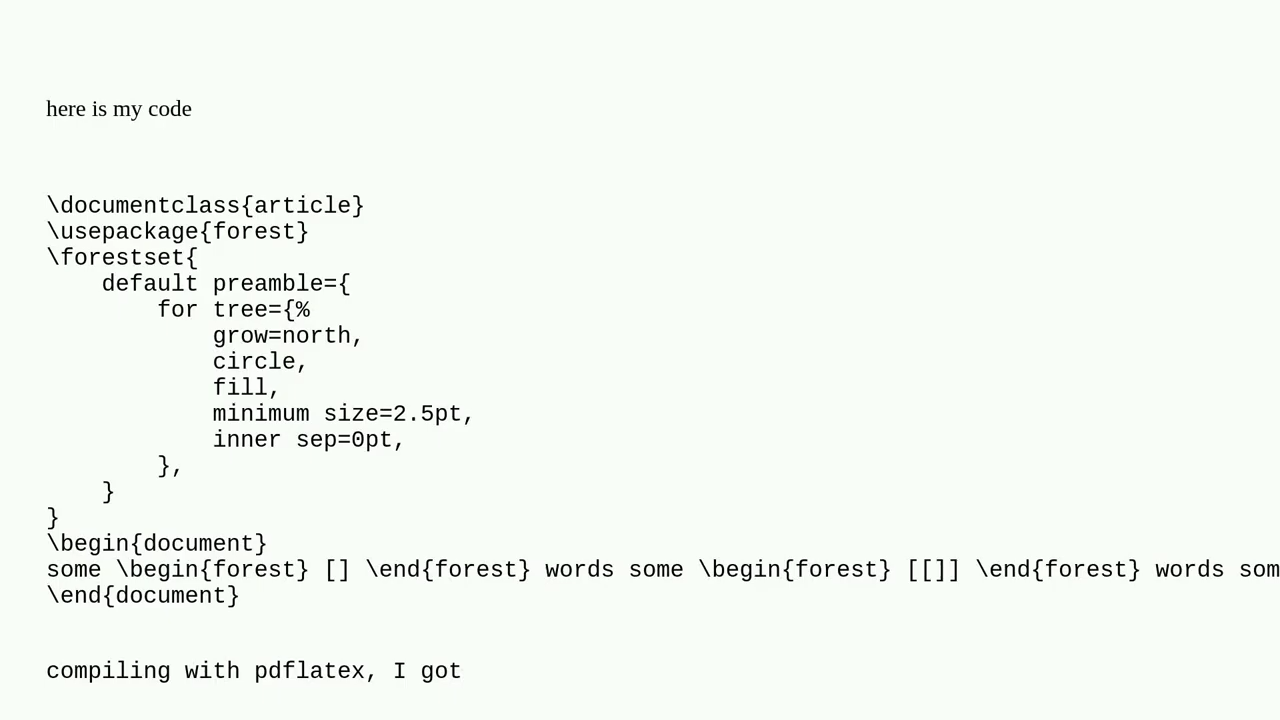 here is my code
\documentclass{article}
\usepackage{forest}
\forestset{
    default preamble={
        for tree={%
            grow=north,
            circle,
            fill,
            minimum size=2.5pt,
            inner sep=0pt,
        },
    }
}
\begin{document}
some \begin{forest} [] \end{forest} words some \begin{forest} [[]] \end{forest} words som
\end{document}
compiling with pdflatex, I got